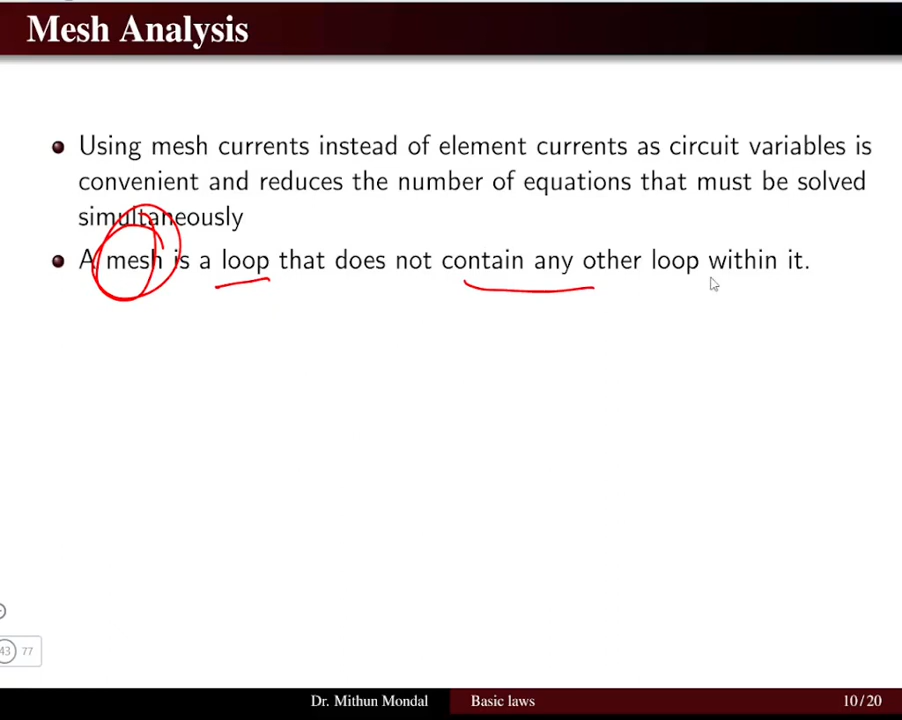 Mesh Analysis
Using mesh currents instead of element currents as circuit variables is
convenient and reduces the number of equations that must be solved
simultaneously
A mesh is a loop that does not contain any other loop within it.
43 77
Dr. Mithun Mondal Basic laws 10/20